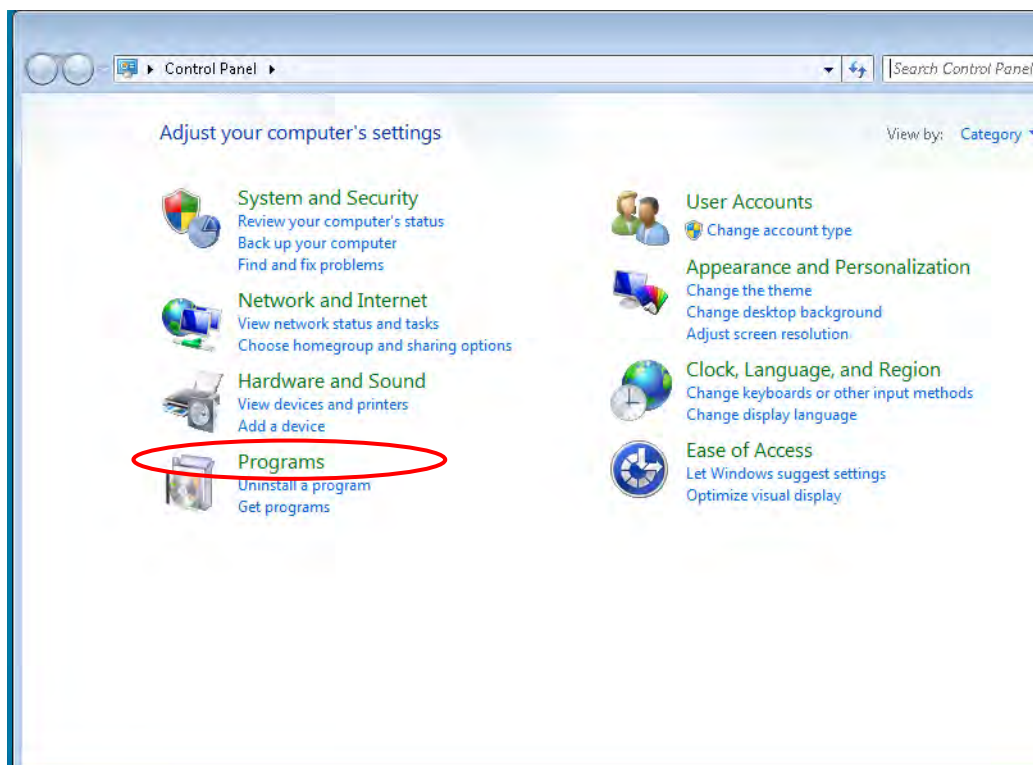 Control Panel
Search Control Panel
Adjust your computer's settings
View by: Category
System and Security
Review your computer's status
Back up your computer
Find and fix problems
Network and Internet
View network status and tasks
Choose homegroup and sharing options
Hardware and Sound
View devices and printers
Add a device
Programs
Uninstall a program
Get programs
User Accounts
Change account type
Appearance and Personalization
Change the theme
Change desktop background
Adjust screen resolution
Clock, Language, and Region
Change keyboards or other input methods
Change display language
Ease of Access
Let Windows suggest settings
Optimize visual display